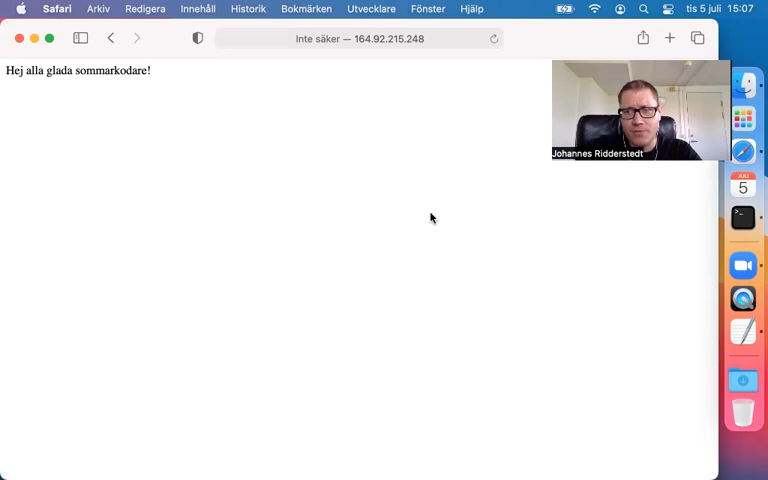 Safari Arkiv Redigera Innehåll Historik Bokmärken Utvecklare Fönster Hjälp tis 5 juli 15:07
Inte säker — 164.92.215.248
Hej alla glada sommarkodare!
Johannes Ridderstedt
JULI
5